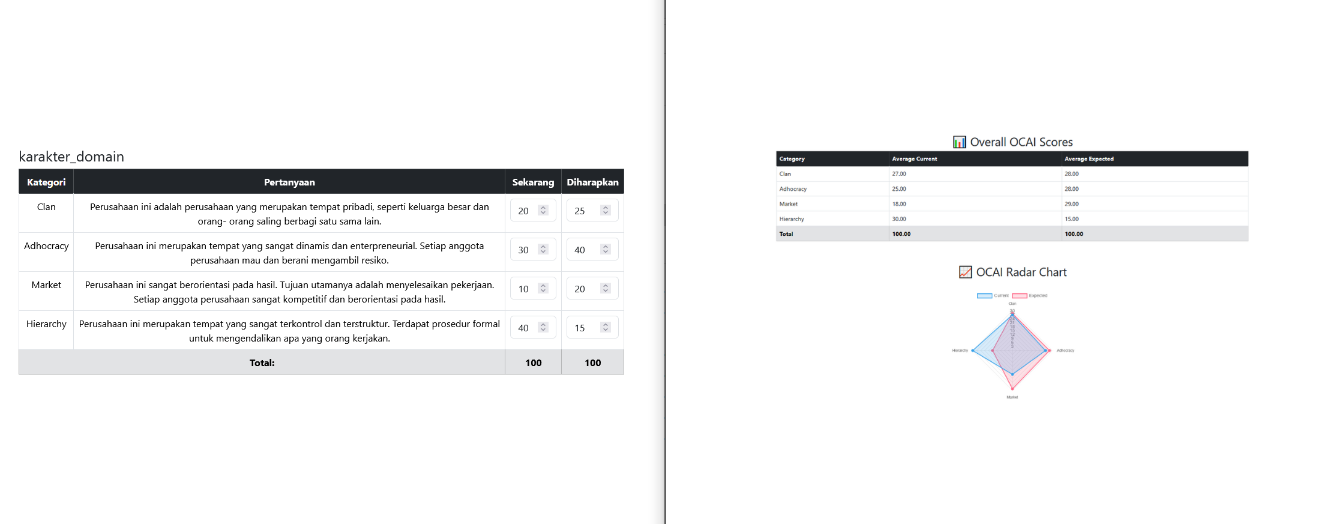 karakter_domain
Kategori Pertanyaan Sekarang Diharapkan
Clan Perusahaan ini adalah perusahaan yang merupakan tempat pribadi, seperti keluarga besar dan 20 25
orang- orang saling berbagi satu sama lain.
Adhocracy Perusahaan ini merupakan tempat yang sangat dinamis dan enterpreneurial. Setiap anggota 30 40
perusahaan mau dan berani mengambil resiko.
Market Perusahaan ini sangat berorientasi pada hasil. Tujuan utamanya adalah menyelesaikan pekerjaan. 10 20
Setiap anggota perusahaan sangat kompetitif dan berorientasi pada hasil.
Hierarchy Perusahaan ini merupakan tempat yang sangat terkontrol dan terstruktur. Terdapat prosedur formal 40 15
untuk mengendalikan apa yang orang kerjakan.
Total: 100 100
Overall OCAI Scores
Category Average Current Average Expected
Clan 27.00 28.00
Adhocracy 25.00 28.00
Market 18.00 29.00
Hierarchy 30.00 15.00
Total 100.00 100.00
OCAI Radar Chart
Current Expected
Clan
Hierarchy Adhocracy
Market